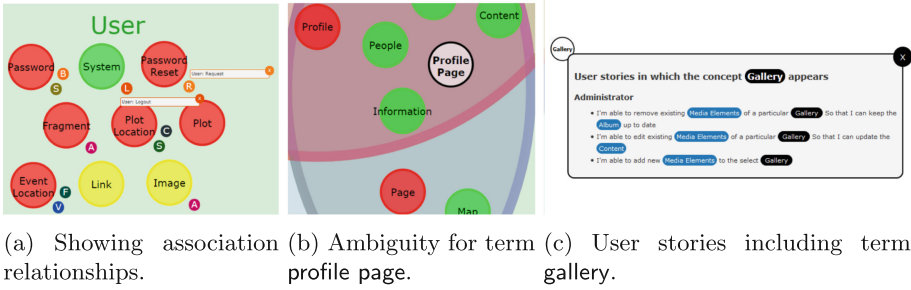 User
Password
B
S
System
L
Password
Reset
R
User: Request
x
User: Logout
x
Fragment
A
Plot
Location
C
S
Plot
Event
Location
F
V
Link
Image
A
Profile
Content
People
Profile
Page
Information
Page
Map
Gallery
X
User stories in which the concept Gallery appears
Administrator
• I'm able to remove existing Media Elements of a particular Gallery So that I can keep the
Album up to date
• I'm able to edit existing Media Elements of a particular Gallery So that I can update the
Content
• I'm able to add new Media Elements to the select Gallery
(a) Showing association
relationships.
(b) Ambiguity for term
profile page.
(c) User stories including term
gallery.